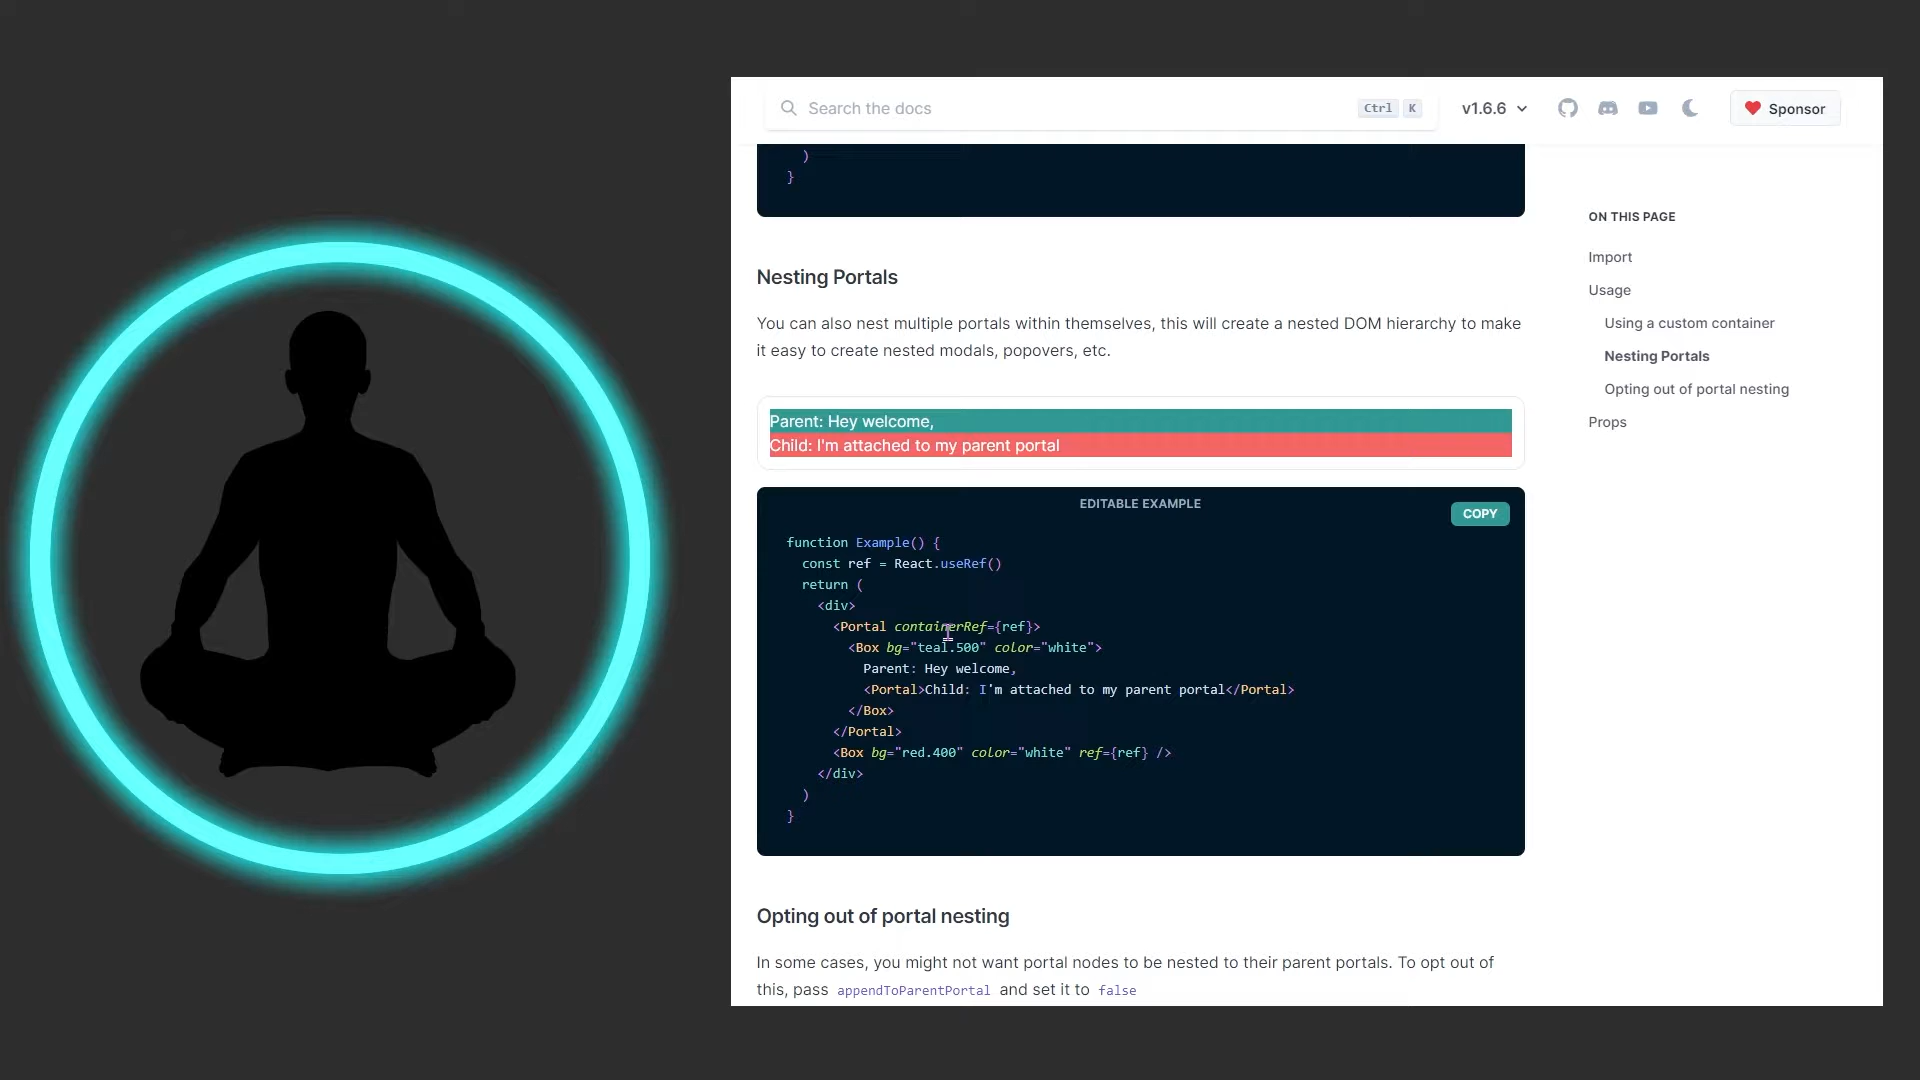 Search the docs
Ctrl K
v1.6.6
Sponsor
)
}
Nesting Portals
You can also nest multiple portals within themselves, this will create a nested DOM hierarchy to make
it easy to create nested modals, popovers, etc.
Parent: Hey welcome,
Child: I'm attached to my parent portal
EDITABLE EXAMPLE
COPY
function Example() {
  const ref = React.useRef()
  return (
    <div>
      <Portal containerRef={ref}>
        <Box bg="teal.500" color="white">
          Parent: Hey welcome,
          <Portal>Child: I'm attached to my parent portal</Portal>
        </Box>
      </Portal>
      <Box bg="red.400" color="white" ref={ref} />
    </div>
  )
}
Opting out of portal nesting
In some cases, you might not want portal nodes to be nested to their parent portals. To opt out of
this, pass appendToParentPortal and set it to false
ON THIS PAGE
Import
Usage
Using a custom container
Nesting Portals
Opting out of portal nesting
Props